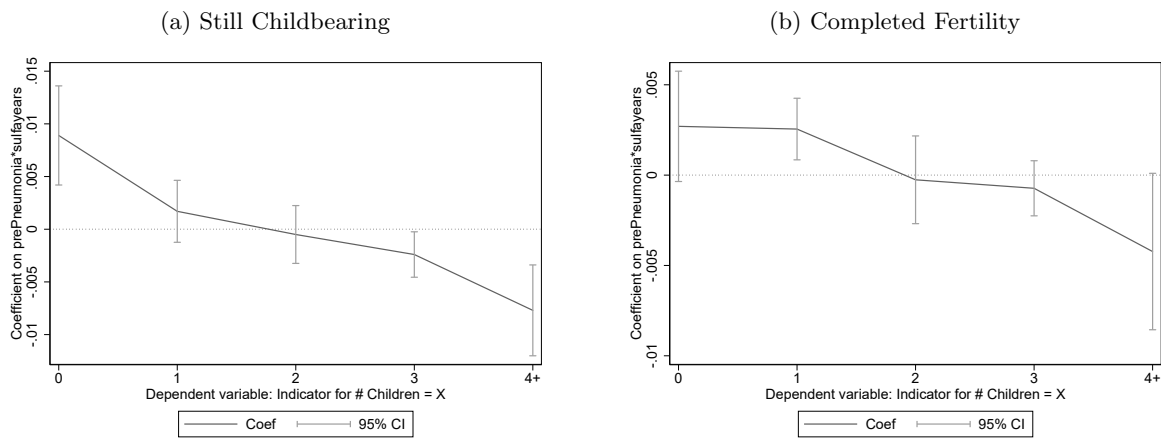 (a) Still Childbearing
Coefficient on prePneumonia*sulfayears
.015
.01
.005
0
-.005
-.01
0 1 2 3 4+
Dependent variable: Indicator for # Children = X
Coef 95% CI
(b) Completed Fertility
Coefficient on prePneumonia*sulfayears
.005
0
-.005
-.01
0 1 2 3 4+
Dependent variable: Indicator for # Children = X
Coef 95% CI